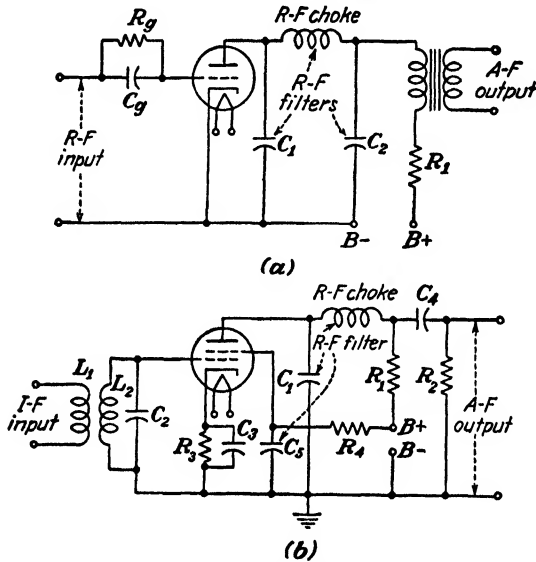 R-F choke
Rg
Cg
R-F input
R-F filters
C1
C2
A-F output
R1
B-
B+
(a)
R-F choke
C4
R-F filter
L1
L2
I-F input
C2
C1
R1
R2
A-F output
R3
C3
C5
R4
B+
B-
(b)